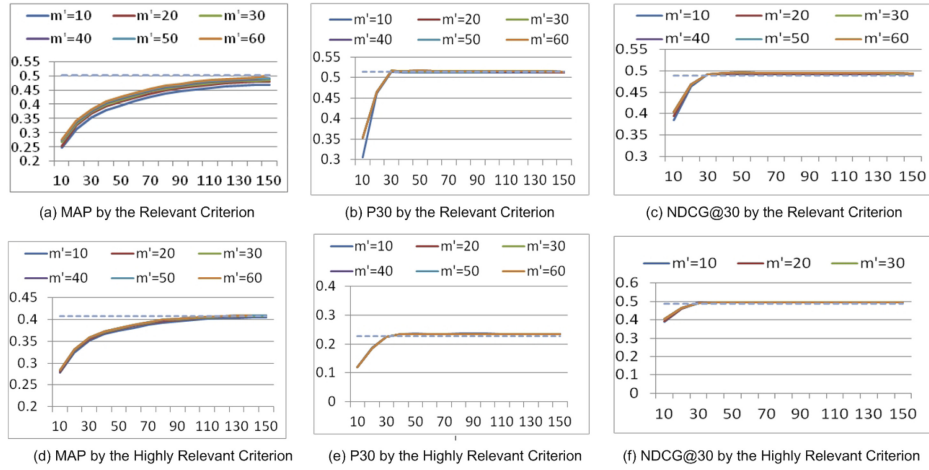 m'=10 m'=20 m'=30
m'=40 m'=50 m'=60
0.55
0.5
0.45
0.4
0.35
0.3
0.25
0.2
10 30 50 70 90 110 130 150
(a) MAP by the Relevant Criterion
m'=10 m'=20 m'=30
m'=40 m'=50 m'=60
0.55
0.5
0.45
0.4
0.35
0.3
10 30 50 70 90 110 130 150
(b) P30 by the Relevant Criterion
m'=10 m'=20 m'=30
m'=40 m'=50 m'=60
0.55
0.5
0.45
0.4
0.35
0.3
10 30 50 70 90 110 130 150
(c) NDCG@30 by the Relevant Criterion
m'=10 m'=20 m'=30
m'=40 m'=50 m'=60
0.45
0.4
0.35
0.3
0.25
0.2
10 30 50 70 90 110 130 150
(d) MAP by the Highly Relevant Criterion
m'=10 m'=20 m'=30
m'=40 m'=50 m'=60
0.4
0.3
0.2
0.1
0
10 30 50 70 90 110 130 150
(e) P30 by the Highly Relevant Criterion
m'=10 m'=20 m'=30
0.6
0.5
0.4
0.3
0.2
0.1
0
10 30 50 70 90 110 130 150
(f) NDCG@30 by the Highly Relevant Criterion